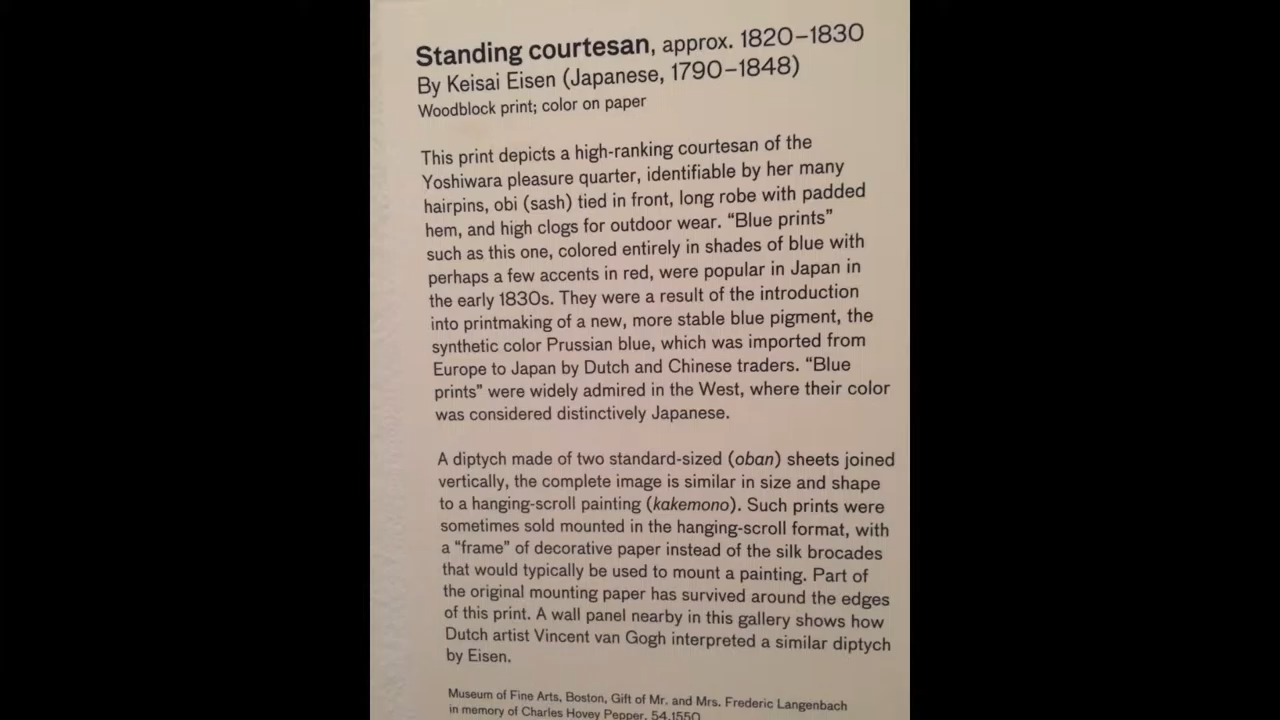 Standing courtesan, approx. 1820–1830
By Keisai Eisen (Japanese, 1790–1848)
Woodblock print; color on paper
This print depicts a high-ranking courtesan of the
Yoshiwara pleasure quarter, identifiable by her many
hairpins, obi (sash) tied in front, long robe with padded
hem, and high clogs for outdoor wear. “Blue prints”
such as this one, colored entirely in shades of blue with
perhaps a few accents in red, were popular in Japan in
the early 1830s. They were a result of the introduction
into printmaking of a new, more stable blue pigment, the
synthetic color Prussian blue, which was imported from
Europe to Japan by Dutch and Chinese traders. “Blue
prints” were widely admired in the West, where their color
was considered distinctively Japanese.
A diptych made of two standard-sized (oban) sheets joined
vertically, the complete image is similar in size and shape
to a hanging-scroll painting (kakemono). Such prints were
sometimes sold mounted in the hanging-scroll format, with
a “frame” of decorative paper instead of the silk brocades
that would typically be used to mount a painting. Part of
the original mounting paper has survived around the edges
of this print. A wall panel nearby in this gallery shows how
Dutch artist Vincent van Gogh interpreted a similar diptych
by Eisen.
Museum of Fine Arts, Boston, Gift of Mr. and Mrs. Frederic Langenbach
in memory of Charles Hovey Pepper, 54.1550